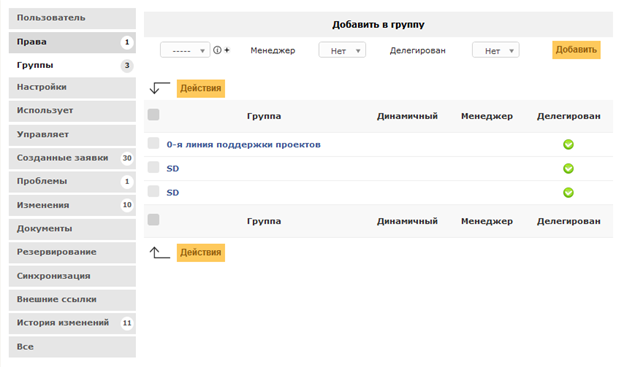 Пользователь
Права 1
Группы 3
Настройки
Использует
Управляет
Созданные заявки 30
Проблемы 1
Изменения 10
Документы
Резервирование
Синхронизация
Внешние ссылки
История изменений 11
Все
Добавить в группу
----- + Менеджер Нет Делегирован Нет Добавить
Действия
Группа Динамичный Менеджер Делегирован
0-я линия поддержки проектов
SD
SD
Группа Динамичный Менеджер Делегирован
Действия